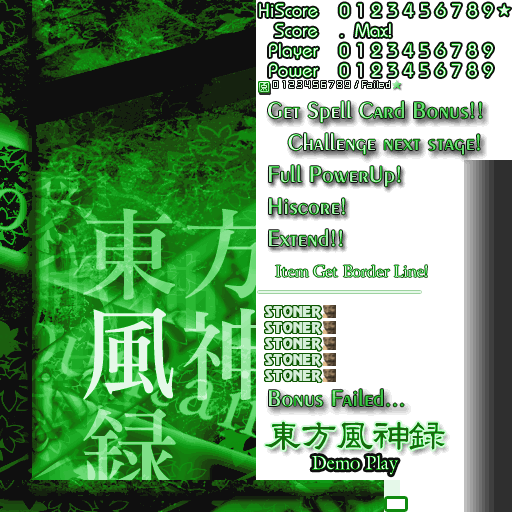 HiScore 0123456789★
Score . Max!
Player 0123456789
Power 0123456789
0123456789/Failed★
Get Spell Card Bonus!!
Challenge next stage!
Full PowerUp!
Hiscore!
Extend!!
Item Get Border Line!
東方
風神
録
STONER
STONER
STONER
STONER
STONER
Bonus Failed...
東方風神録
Demo Play